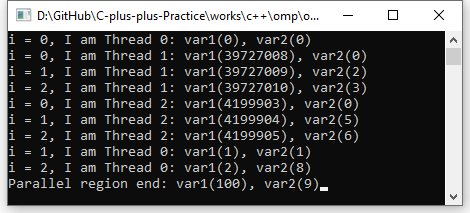 D:\GitHub\C-plus-plus-Practice\works\c++\omp\o...
i = 0, I am Thread 0: var1(0), var2(0)
i = 0, I am Thread 1: var1(39727008), var2(0)
i = 1, I am Thread 1: var1(39727009), var2(2)
i = 2, I am Thread 1: var1(39727010), var2(3)
i = 0, I am Thread 2: var1(4199903), var2(0)
i = 1, I am Thread 2: var1(4199904), var2(5)
i = 2, I am Thread 2: var1(4199905), var2(6)
i = 1, I am Thread 0: var1(1), var2(1)
i = 2, I am Thread 0: var1(2), var2(8)
Parallel region end: var1(100), var2(9)